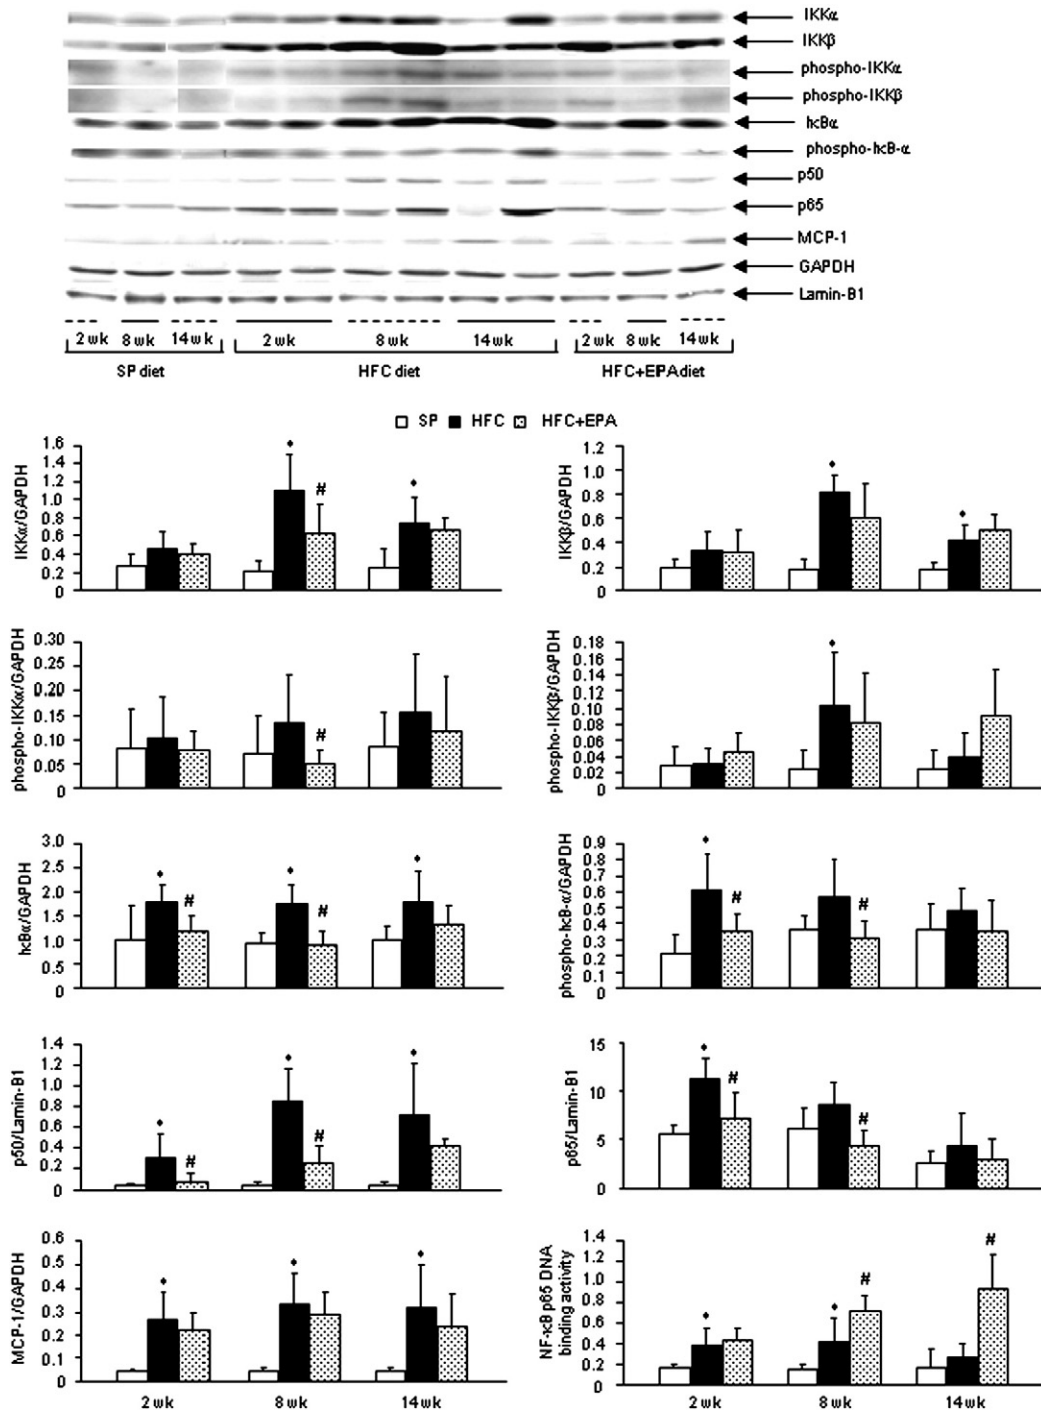 IKKα
IKKβ
phospho-IKKα
phospho-IKKβ
IκBα
phospho-IκB-α
p50
p65
MCP-1
GAPDH
Lamin-B1
2 wk 8 wk 14 wk 2 wk 8 wk 14 wk 2 wk 8 wk 14 wk
SP diet HFC diet HFC+EPA diet
SP HFC HFC+EPA
IKKα/GAPDH
1.6
1.4
1.2
1.0
0.8
0.6
0.4
0.2
0
* # *
IKKβ/GAPDH
1.2
1.0
0.8
0.6
0.4
0.2
0
* *
phospho-IKKα/GAPDH
0.30
0.25
0.20
0.15
0.10
0.05
0
#
phospho-IKKβ/GAPDH
0.18
0.16
0.14
0.12
0.10
0.08
0.06
0.04
0.02
0
*
IκBα/GAPDH
3.0
2.5
2.0
1.5
1.0
0.5
0
* # * # *
phospho-IκB-α/GAPDH
0.9
0.8
0.7
0.6
0.5
0.4
0.3
0.2
0.1
0
* # #
p50/Lamin-B1
1.4
1.2
1.0
0.8
0.6
0.4
0.2
0
* # * # *
p65/Lamin-B1
15
10
5
0
* # #
MCP-1/GAPDH
0.6
0.5
0.4
0.3
0.2
0.1
0
* * *
2 wk 8 wk 14 wk
NF-κB p65 DNA
binding activity
1.4
1.2
1.0
0.8
0.6
0.4
0.2
0
* * # #
2 wk 8 wk 14 wk